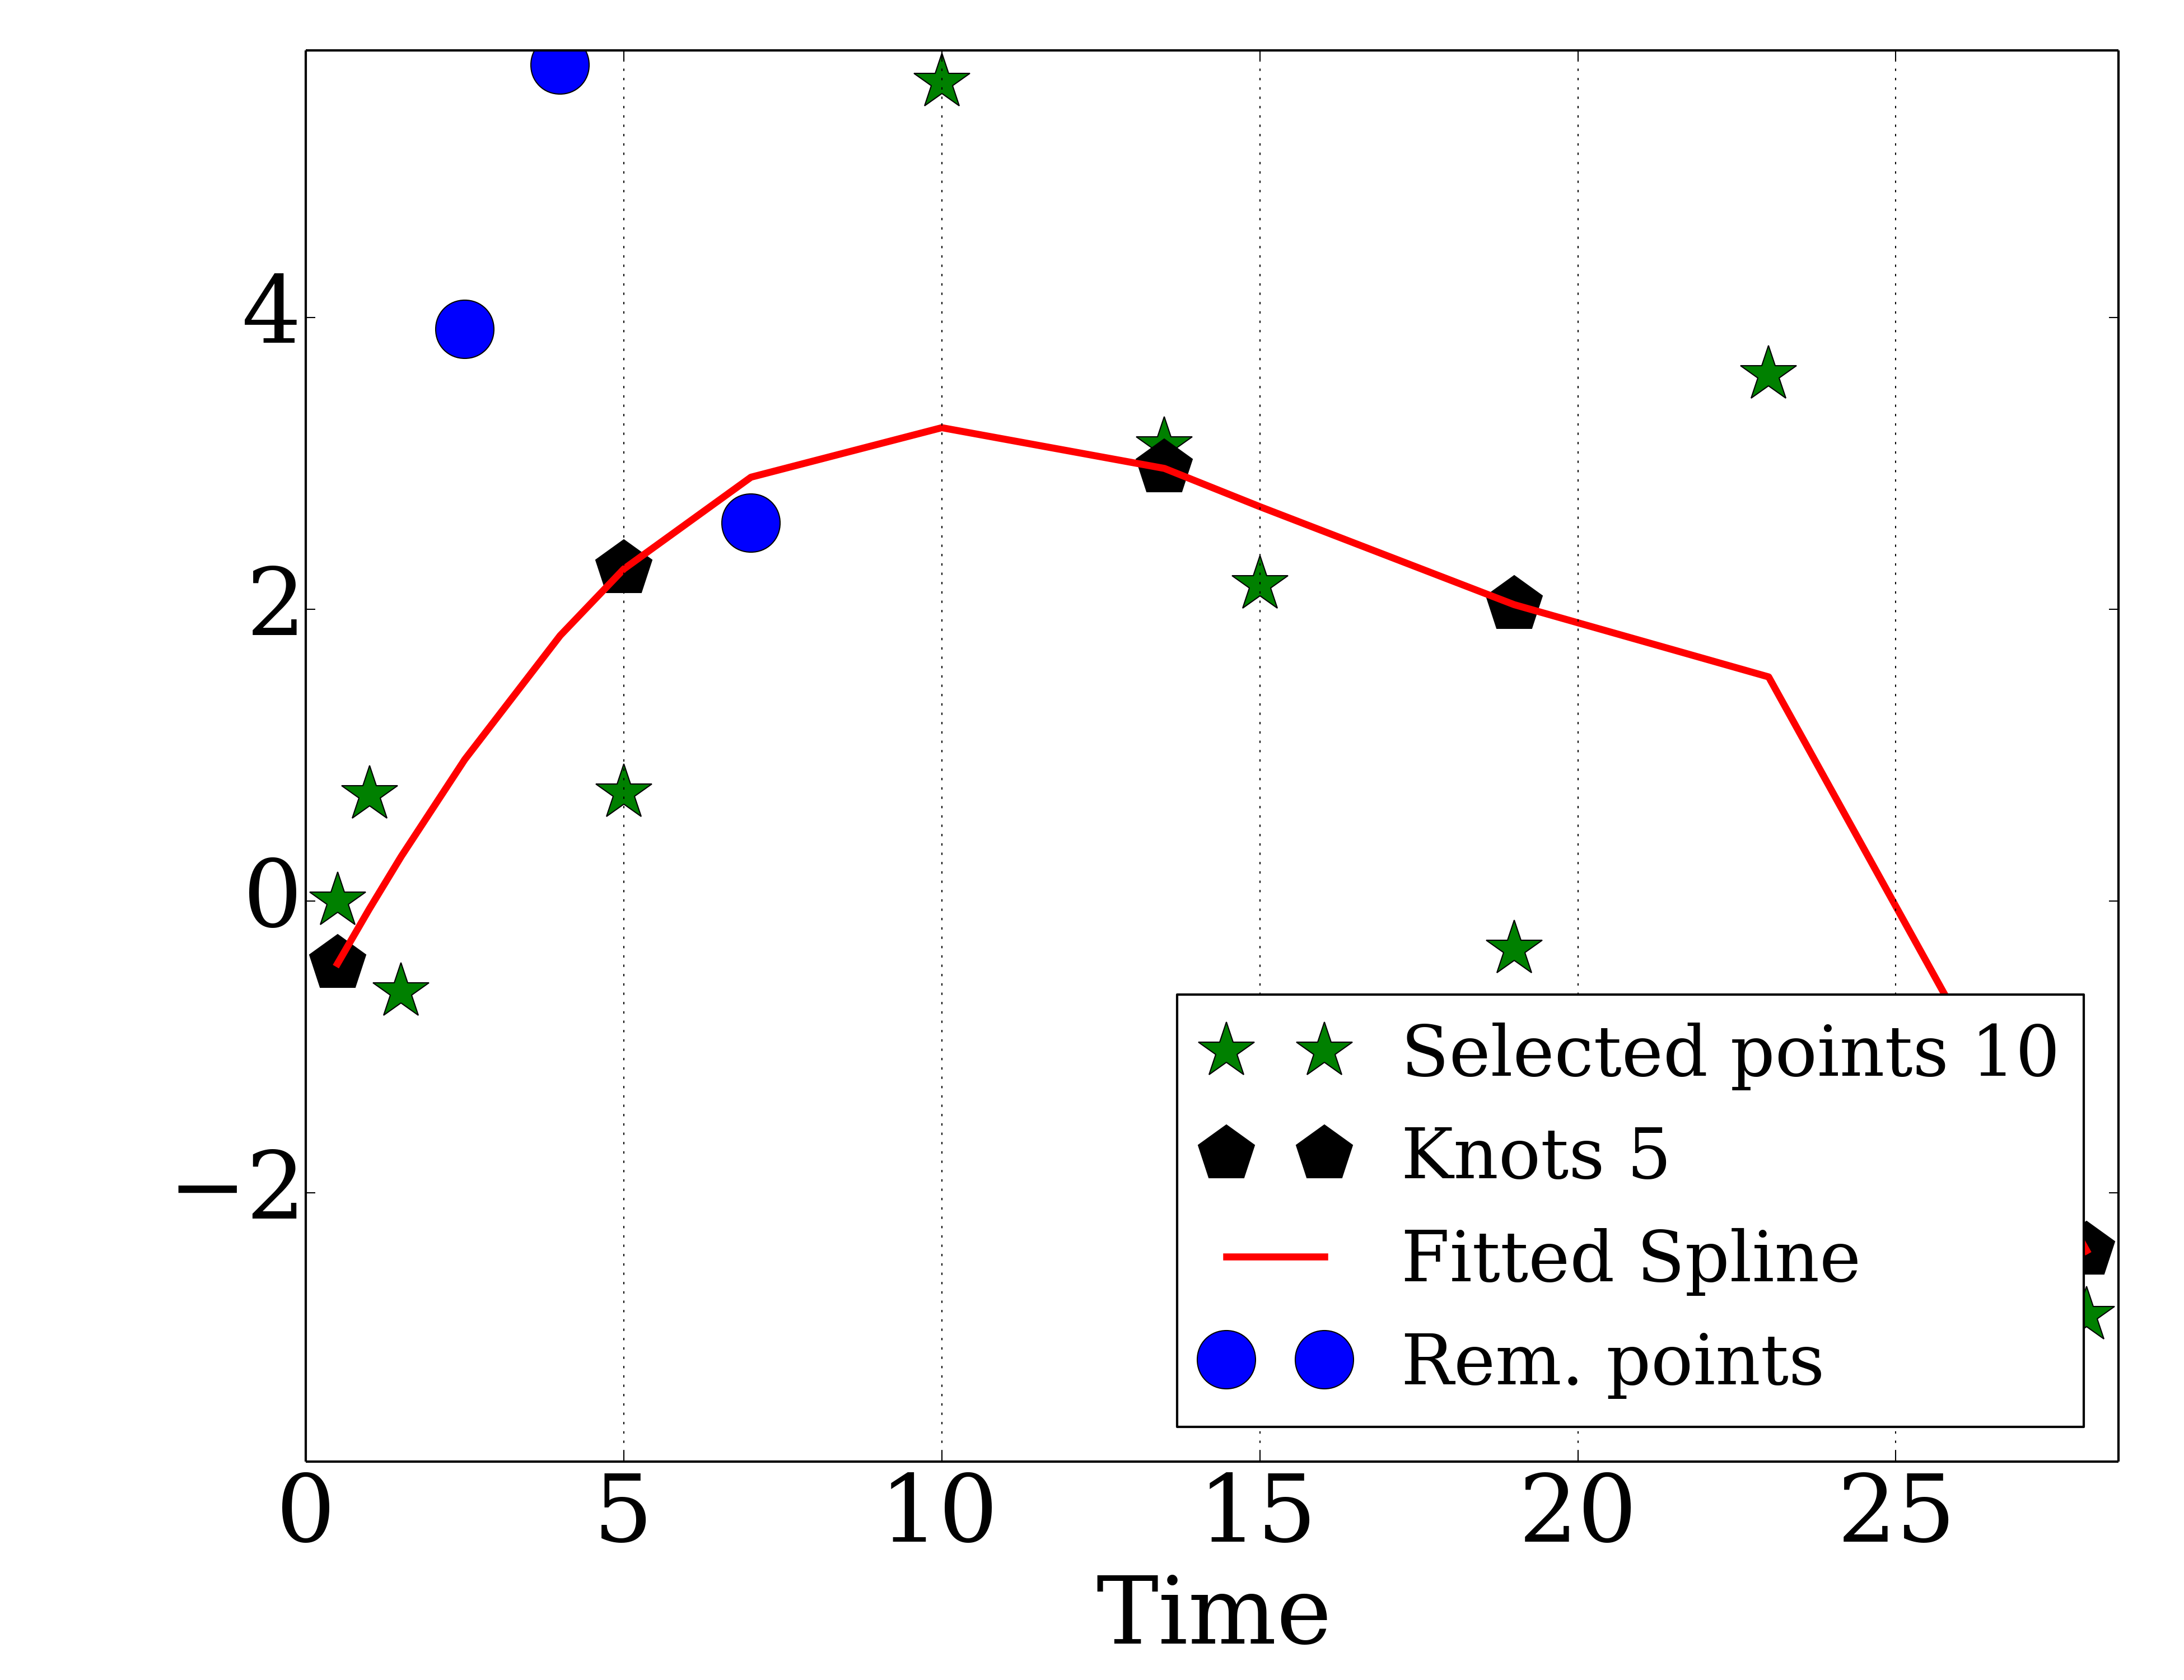 4
2
0
−2
Selected points 10
Knots 5
Fitted Spline
Rem. points
0 5 10 15 20 25
Time